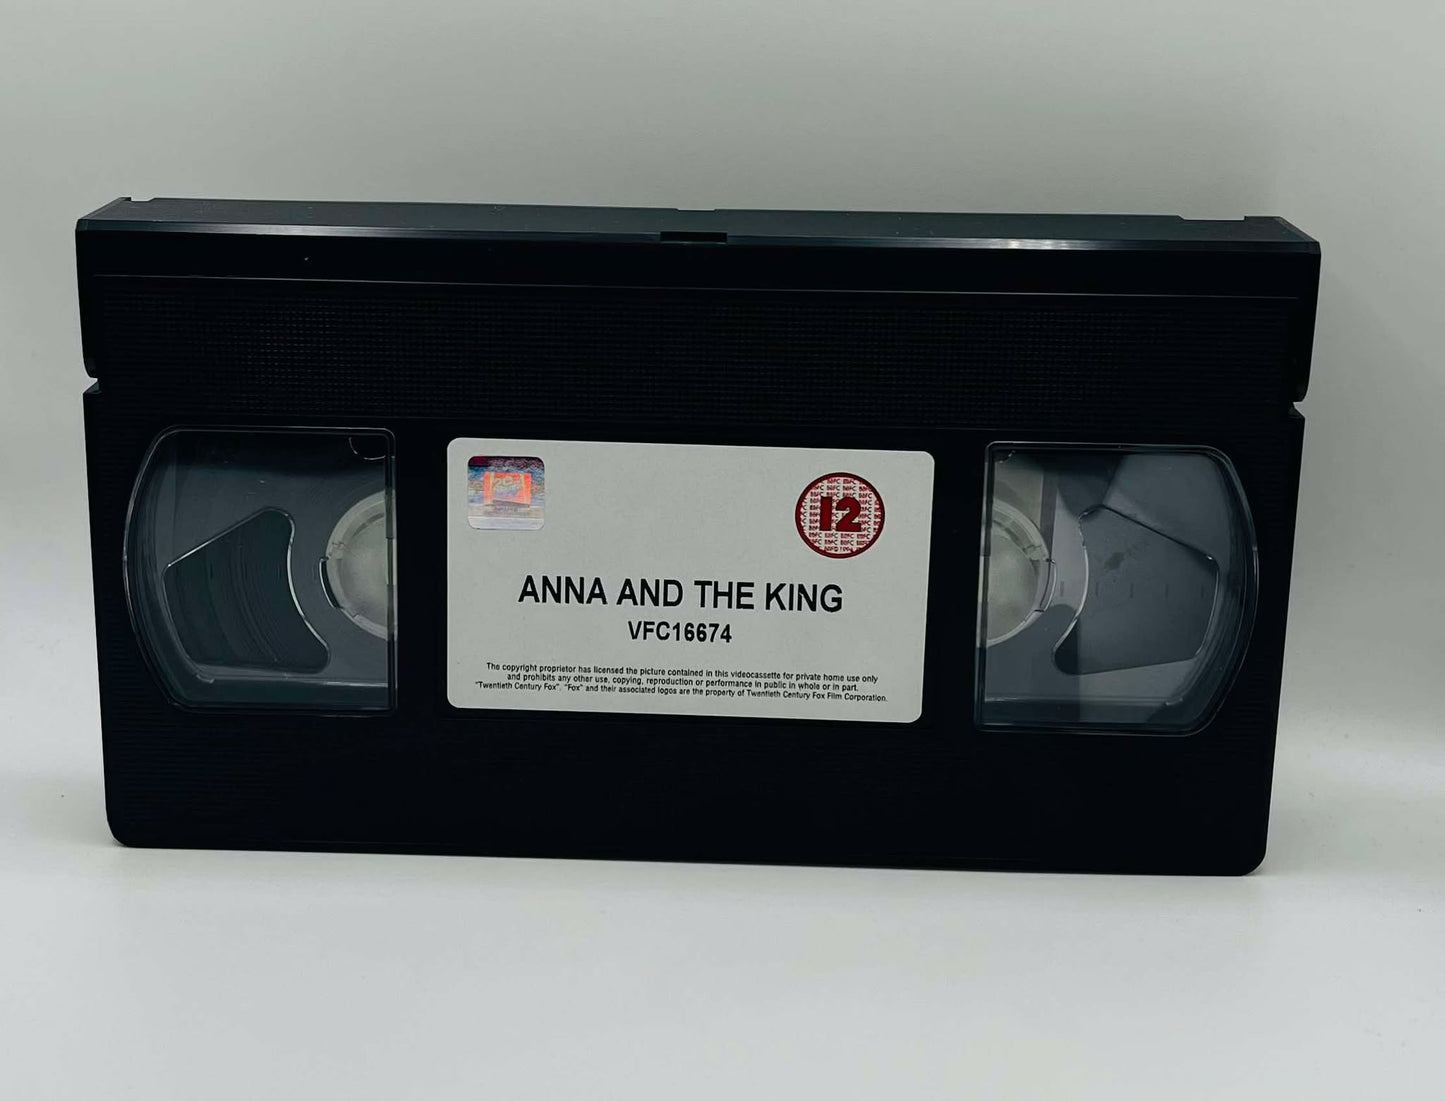 12
ANNA AND THE KING
VFC16674
The copyright proprietor has licensed the picture contained in this videocassette for private home use only
and prohibits any other use, copying, reproduction or performance in public in whole or in part.
"Twentieth Century Fox", "Fox" and their associated logos are the property of Twentieth Century Fox Film Corporation.